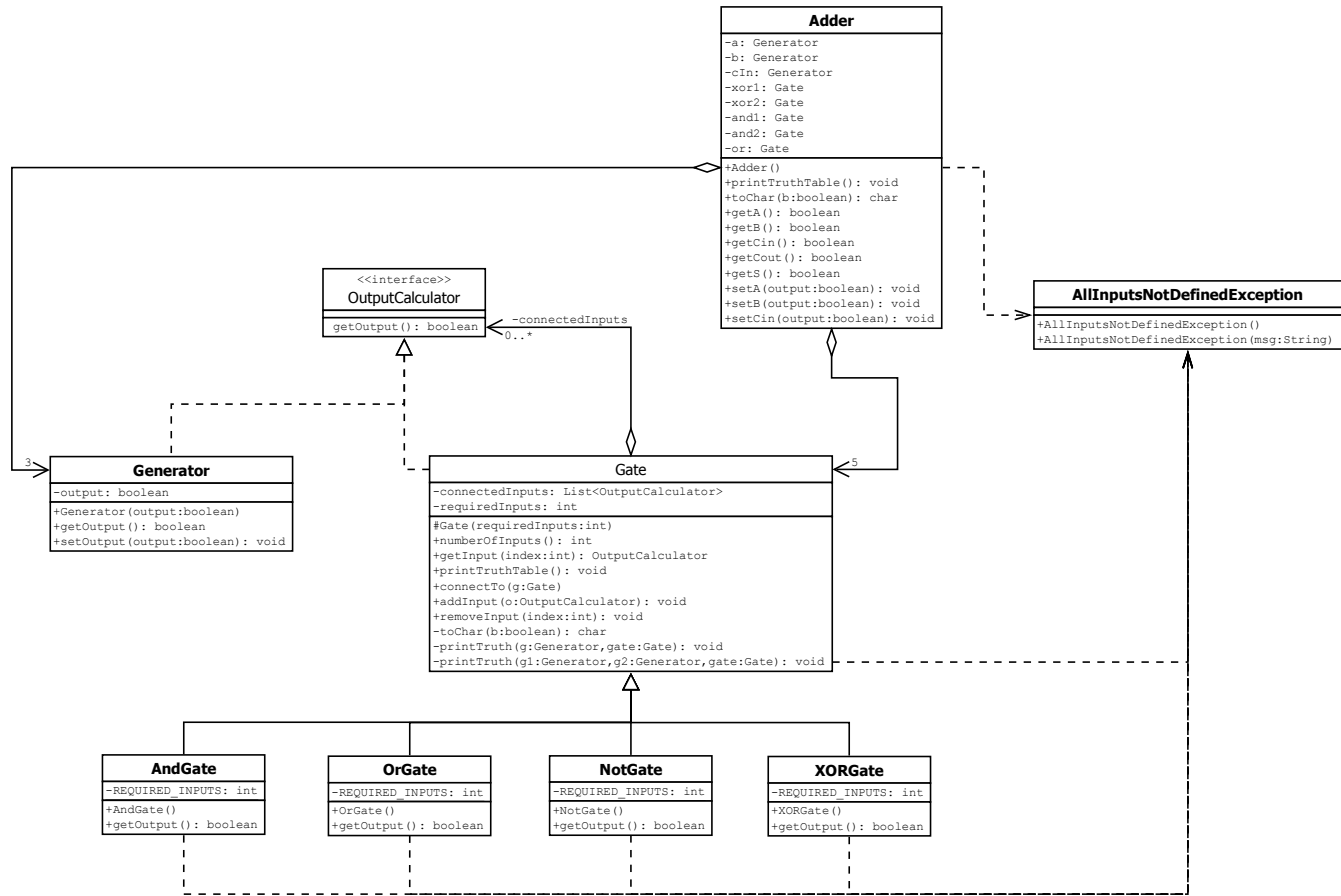 Adder
-a: Generator
-b: Generator
-cIn: Generator
-xor1: Gate
-xor2: Gate
-and1: Gate
-and2: Gate
-or: Gate
+Adder()
+printTruthTable(): void
+toChar(b:boolean): char
+getA(): boolean
+getB(): boolean
+getCin(): boolean
+getCout(): boolean
+getS(): boolean
+setA(output:boolean): void
+setB(output:boolean): void
+setCin(output:boolean): void
<<interface>>
OutputCalculator
getOutput(): boolean
-connectedInputs
0..*
AllInputsNotDefinedException
+AllInputsNotDefinedException()
+AllInputsNotDefinedException(msg:String)
3
Generator
-output: boolean
+Generator(output:boolean)
+getOutput(): boolean
+setOutput(output:boolean): void
5
Gate
-connectedInputs: List<OutputCalculator>
-requiredInputs: int
#Gate(requiredInputs:int)
+numberOfInputs(): int
+getInput(index:int): OutputCalculator
+printTruthTable(): void
+connectTo(g:Gate)
+addInput(o:OutputCalculator): void
+removeInput(index:int): void
-toChar(b:boolean): char
-printTruth(g:Generator,gate:Gate): void
-printTruth(g1:Generator,g2:Generator,gate:Gate): void
AndGate
-REQUIRED_INPUTS: int
+AndGate()
+getOutput(): boolean
OrGate
-REQUIRED_INPUTS: int
+OrGate()
+getOutput(): boolean
NotGate
-REQUIRED_INPUTS: int
+NotGate()
+getOutput(): boolean
XORGate
-REQUIRED_INPUTS: int
+XORGate()
+getOutput(): boolean